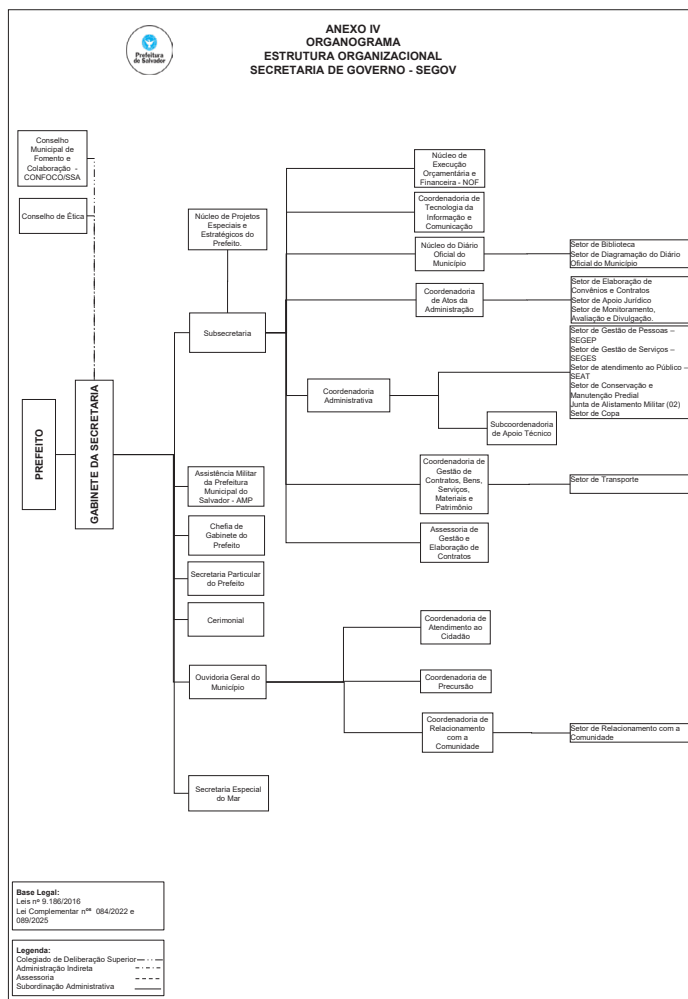 Prefeitura
de Salvador
ANEXO IV
ORGANOGRAMA
ESTRUTURA ORGANIZACIONAL
SECRETARIA DE GOVERNO - SEGOV
Conselho
Municipal de
Fomento e
Colaboração -
CONFOCO/SSA
Conselho de Ética
PREFEITO
GABINETE DA SECRETARIA
Núcleo de Projetos
Especiais e
Estratégicos do
Prefeito.
Subsecretaria
Núcleo de
Execução
Orçamentária e
Financeira - NOF
Coordenadoria de
Tecnologia da
Informação e
Comunicação
Núcleo do Diário
Oficial do
Município
Setor de Biblioteca
Setor de Diagramação do Diário
Oficial do Município
Coordenadoria
de Atos da
Administração
Setor de Elaboração de
Convênios e Contratos
Setor de Apoio Jurídico
Setor de Monitoramento,
Avaliação e Divulgação.
Coordenadoria
Administrativa
Setor de Gestão de Pessoas –
SEGEP
Setor de Gestão de Serviços –
SEGES
Setor de atendimento ao Público –
SEAT
Setor de Conservação e
Manutenção Predial
Junta de Alistamento Militar (02)
Setor de Copa
Subcoordenadoria
de Apoio Técnico
Coordenadoria de
Gestão de
Contratos, Bens,
Serviços,
Materiais e
Patrimônio
Setor de Transporte
Assessoria de
Gestão e
Elaboração de
Contratos
Assistência Militar
da Prefeitura
Municipal do
Salvador - AMP
Chefia de
Gabinete do
Prefeito
Secretaria Particular
do Prefeito
Cerimonial
Ouvidoria Geral do
Município
Coordenadoria de
Atendimento ao
Cidadão
Coordenadoria de
Precursão
Coordenadoria de
Relacionamento
com a
Comunidade
Setor de Relacionamento com a
Comunidade
Secretaria Especial
do Mar
Base Legal:
Leis nº 9.186/2016
Lei Complementar nºs 084/2022 e
089/2025
Legenda:
Colegiado de Deliberação Superior
Administração Indireta
Assessoria
Subordinação Administrativa